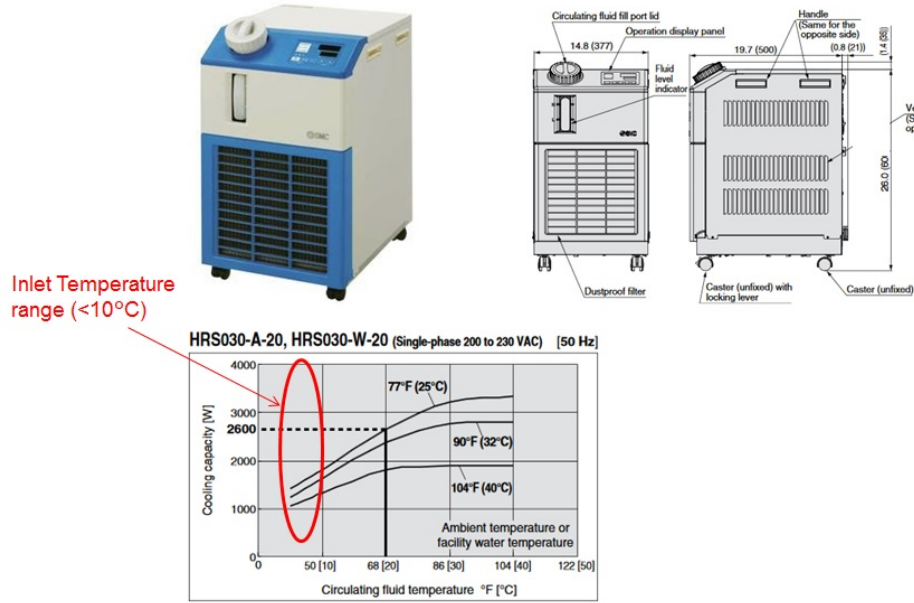 SMC
Circulating fluid fill port lid
Operation display panel
14.8 (377)
Fluid
level
indicator
SMC
Dustproof filter
Handle
(Same for the
opposite side)
19.7 (500)
(0.8 (21))
(1.4 (35))
26.0 (60
Caster (unfixed) with
locking lever
Caster (unfixed)
Inlet Temperature
range (<10°C)
HRS030-A-20, HRS030-W-20 (Single-phase 200 to 230 VAC) [50 Hz]
Cooling capacity [W]
4000
3000
2600
2000
1000
0
77°F (25°C)
90°F (32°C)
104°F (40°C)
Ambient temperature or
facility water temperature
0 50 [10] 68 [20] 86 [30] 104 [40] 122 [50]
Circulating fluid temperature °F [°C]